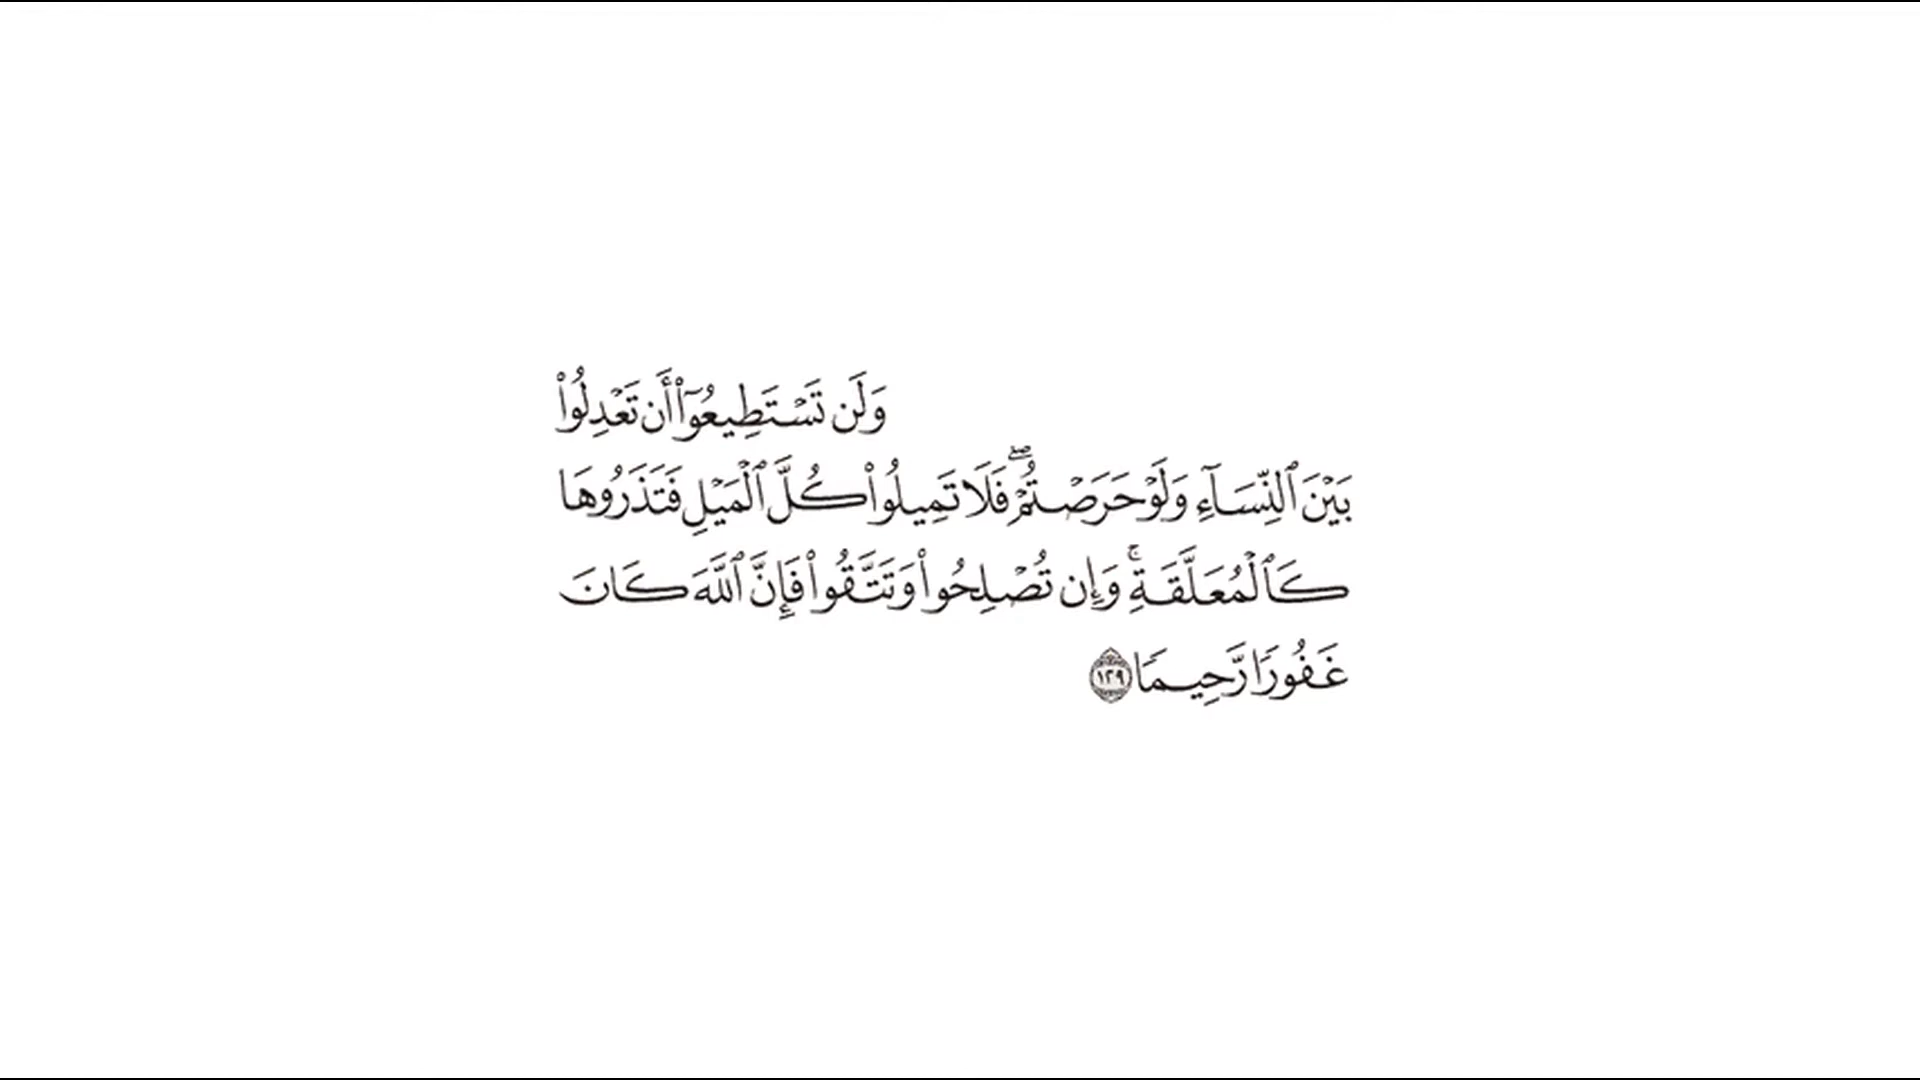 وَلَن تَسْتَطِيعُوٓا۟ أَن تَعْدِلُوا۟
بَيْنَ ٱلنِّسَآءِ وَلَوْ حَرَصْتُمْ ۖ فَلَا تَمِيلُوا۟ كُلَّ ٱلْمَيْلِ فَتَذَرُوهَا
كَٱلْمُعَلَّقَةِ ۚ وَإِن تُصْلِحُوا۟ وَتَتَّقُوا۟ فَإِنَّ ٱللَّهَ كَانَ
غَفُورًا رَّحِيمًا ١٢٩